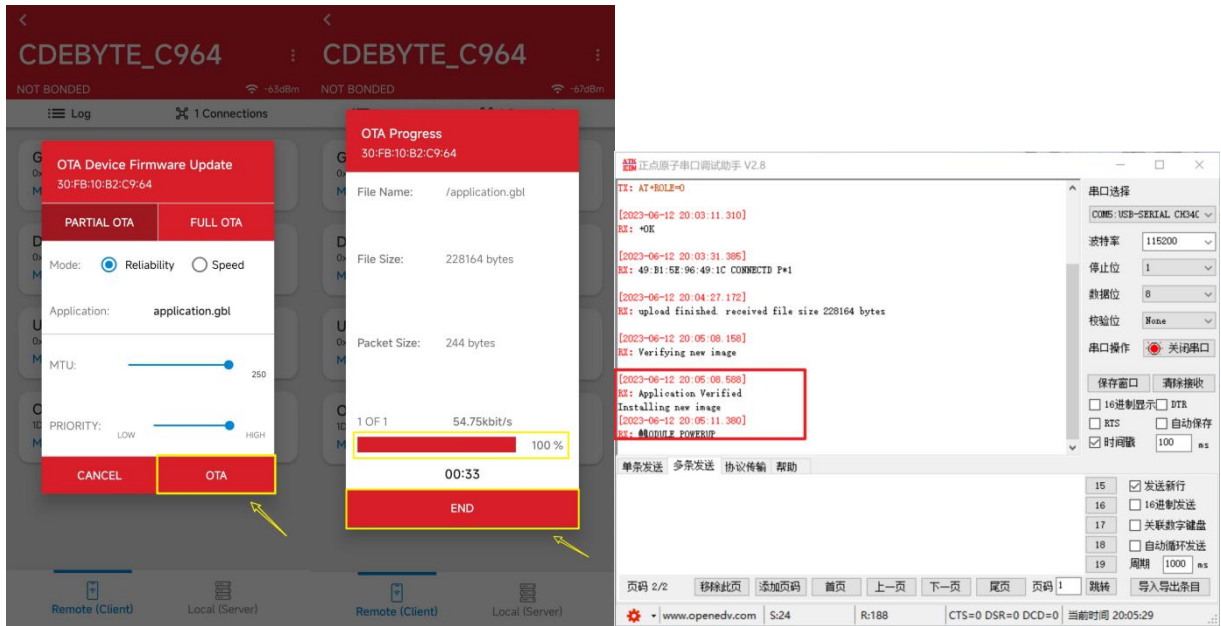 CDEBYTE_C964
NOT BONDED
-63dBm
Log
1 Connections
OTA Device Firmware Update
30:FB:10:B2:C9:64
PARTIAL OTA
FULL OTA
Mode:
Reliability
Speed
Application:
application.gbl
MTU:
250
PRIORITY:
LOW
HIGH
CANCEL
OTA
Remote (Client)
Local (Server)
CDEBYTE_C964
NOT BONDED
-67dBm
OTA Progress
30:FB:10:B2:C9:64
File Name:
/application.gbl
File Size:
228164 bytes
Packet Size:
244 bytes
1 OF 1
54.75kbit/s
100 %
00:33
END
Remote (Client)
Local (Server)
正点原子串口调试助手 V2.8
TX: AT+ROLE=0
[2023-06-12 20:03:11.310]
RX: +OK
[2023-06-12 20:03:31.385]
RX: 49:B1:5E:96:49:1C CONNECTD P*1
[2023-06-12 20:04:27.172]
RX: upload finished. received file size 228164 bytes
[2023-06-12 20:05:08.158]
RX: Verifying new image
[2023-06-12 20:05:08.588]
RX: Application Verified
Installing new image
[2023-06-12 20:05:11.380]
RX: MODULE POWERUP
串口选择
COM5:USB-SERIAL CH34C
波特率 115200
停止位 1
数据位 8
校验位 None
串口操作 关闭串口
保存窗口 清除接收
16进制显示 DTR
RTS 自动保存
时间戳 100 ms
单条发送 多条发送 协议传输 帮助
15 发送新行
16 16进制发送
17 关联数字键盘
18 自动循环发送
19 周期 1000 ms
页码 2/2 移除此页 添加页码 首页 上一页 下一页 尾页 页码 1 跳转 导入导出条目
www.openedv.com S:24 R:188 CTS=0 DSR=0 DCD=0 当前时间 20:05:29